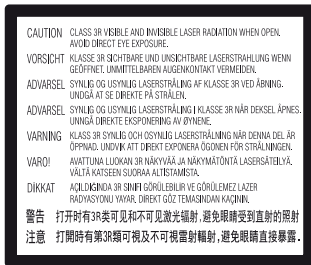 CAUTION CLASS 3R VISIBLE AND INVISIBLE LASER RADIATION WHEN OPEN.
AVOID DIRECT EYE EXPOSURE.
VORSICHT KLASSE 3R SICHTBARE UND UNSICHTBARE LASERSTRAHLUNG WENN
GEÖFFNET. UNMITTELBAREN AUGENKONTAKT VERMEIDEN.
ADVARSEL SYNLIG OG USYNLIG LASERSTRÅLING AF KLASSE 3R VED ÅBNING.
UNDGÅ AT SE DIREKTE PÅ STRÅLEN.
ADVARSEL SYNLIG OG USYNLIG LASERSTRÅLING I KLASSE 3R NÅR DEKSEL ÅPNES.
UNNGÅ DIREKTE EKSPONERING AV ØYNENE.
VARNING KLASS 3R SYNLIG OCH OSYNLIG LASERSTRÅLNING NÄR DENNA DEL ÄR
ÖPPNAD. UNDVIK ATT DIREKT EXPONERA ÖGONEN FÖR STRÅLNINGEN.
VARO! AVATTUNA LUOKAN 3R NÄKYVÄÄ JA NÄKYMÄTÖNTÄ LASERSÄTEILYÄ.
VÄLTÄ KATSEEN SUORAA ALTISTAMISTA.
DIKKAT AÇILDIĞINDA 3R SINIFI GÖRÜLEBILIR VE GÖRÜLEMEZ LAZER
RADYASYONU YAYAR. DIREKT GÖZ TEMASINDAN KAÇININ.
警告 打开时有3R类可见和不可见激光辐射,避免眼睛受到直射的照射
注意 打開時有第3R類可視及不可視雷射輻射,避免眼睛直接暴露.